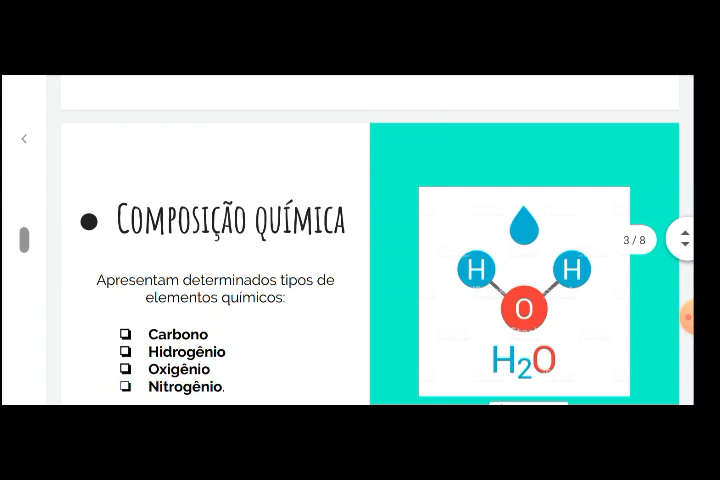 Composição química
Apresentam determinados tipos de
elementos químicos:
Carbono
Hidrogênio
Oxigênio
Nitrogênio.
H H
O
H2O
3 / 8